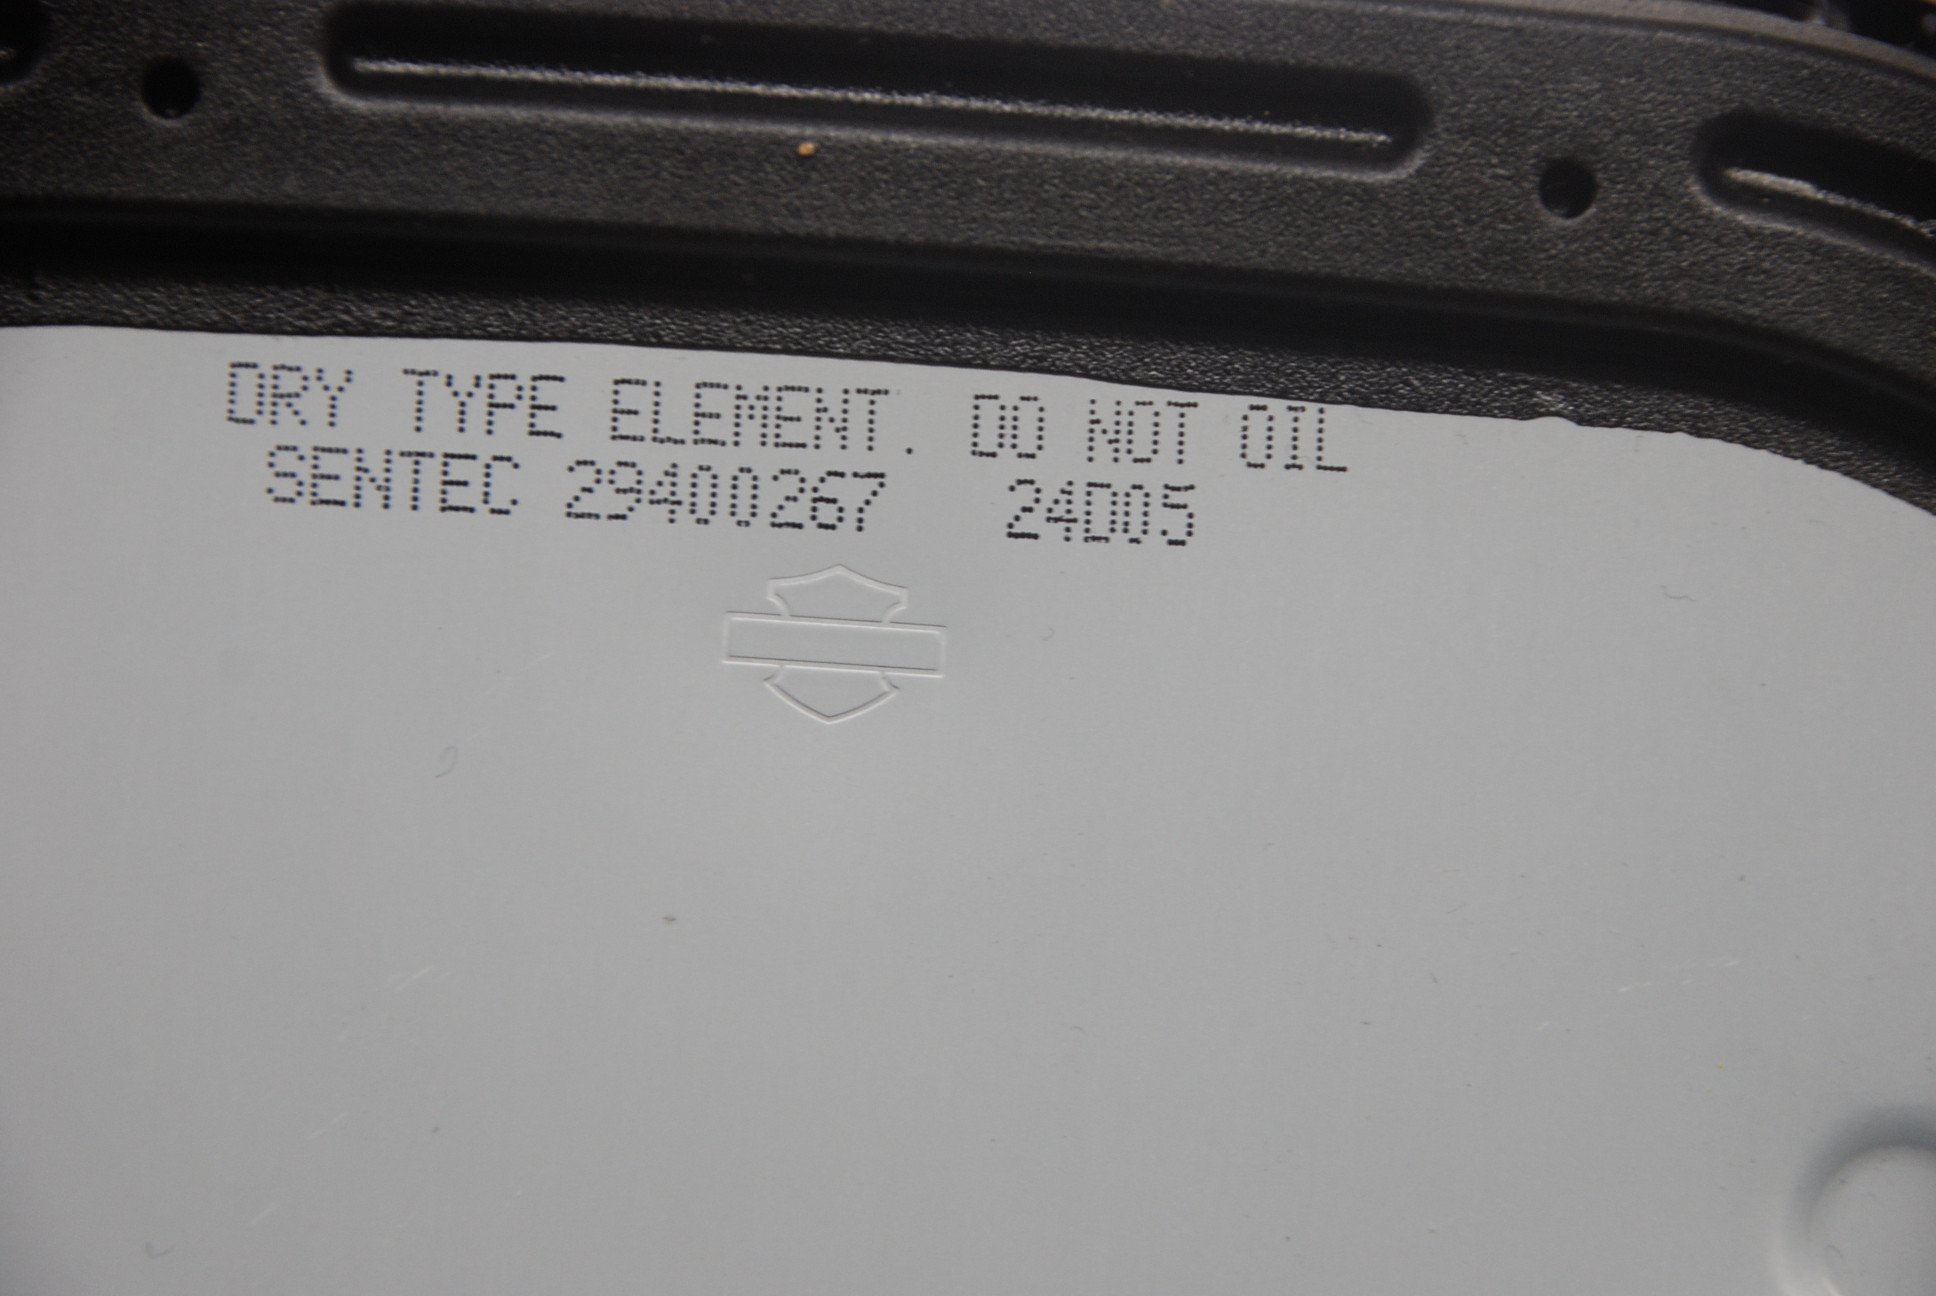 DRY TYPE ELEMENT. DO NOT OIL
SENTEC 29400267 24D05